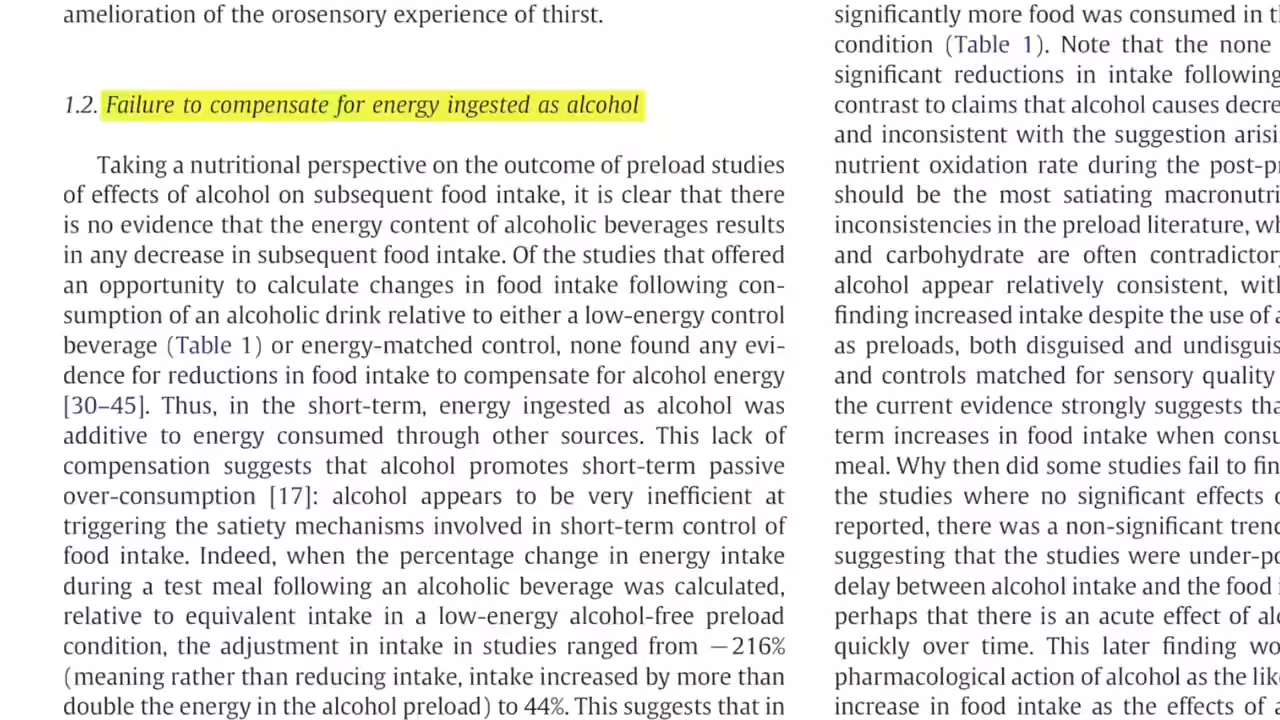 amelioration of the orosensory experience of thirst.
1.2. Failure to compensate for energy ingested as alcohol
Taking a nutritional perspective on the outcome of preload studies
of effects of alcohol on subsequent food intake, it is clear that there
is no evidence that the energy content of alcoholic beverages results
in any decrease in subsequent food intake. Of the studies that offered
an opportunity to calculate changes in food intake following con-
sumption of an alcoholic drink relative to either a low-energy control
beverage (Table 1) or energy-matched control, none found any evi-
dence for reductions in food intake to compensate for alcohol energy
[30–45]. Thus, in the short-term, energy ingested as alcohol was
additive to energy consumed through other sources. This lack of
compensation suggests that alcohol promotes short-term passive
over-consumption [17]: alcohol appears to be very inefficient at
triggering the satiety mechanisms involved in short-term control of
food intake. Indeed, when the percentage change in energy intake
during a test meal following an alcoholic beverage was calculated,
relative to equivalent intake in a low-energy alcohol-free preload
condition, the adjustment in intake in studies ranged from −216%
(meaning rather than reducing intake, intake increased by more than
double the energy in the alcohol preload) to 44%. This suggests that in
significantly more food was consumed in
condition (Table 1). Note that the none
significant reductions in intake following
contrast to claims that alcohol causes
and inconsistent with the suggestion
nutrient oxidation rate during the
should be the most satiating
inconsistencies in the preload literature,
and carbohydrate are often
alcohol appear relatively consistent,
finding increased intake despite the use of
as preloads, both disguised and
and controls matched for sensory quality
the current evidence strongly suggests
term increases in food intake when
meal. Why then did some studies fail to
the studies where no significant effects
reported, there was a non-significant
suggesting that the studies were
delay between alcohol intake and the food
perhaps that there is an acute effect of
quickly over time. This later finding
pharmacological action of alcohol as the
increase in food intake as the effects of